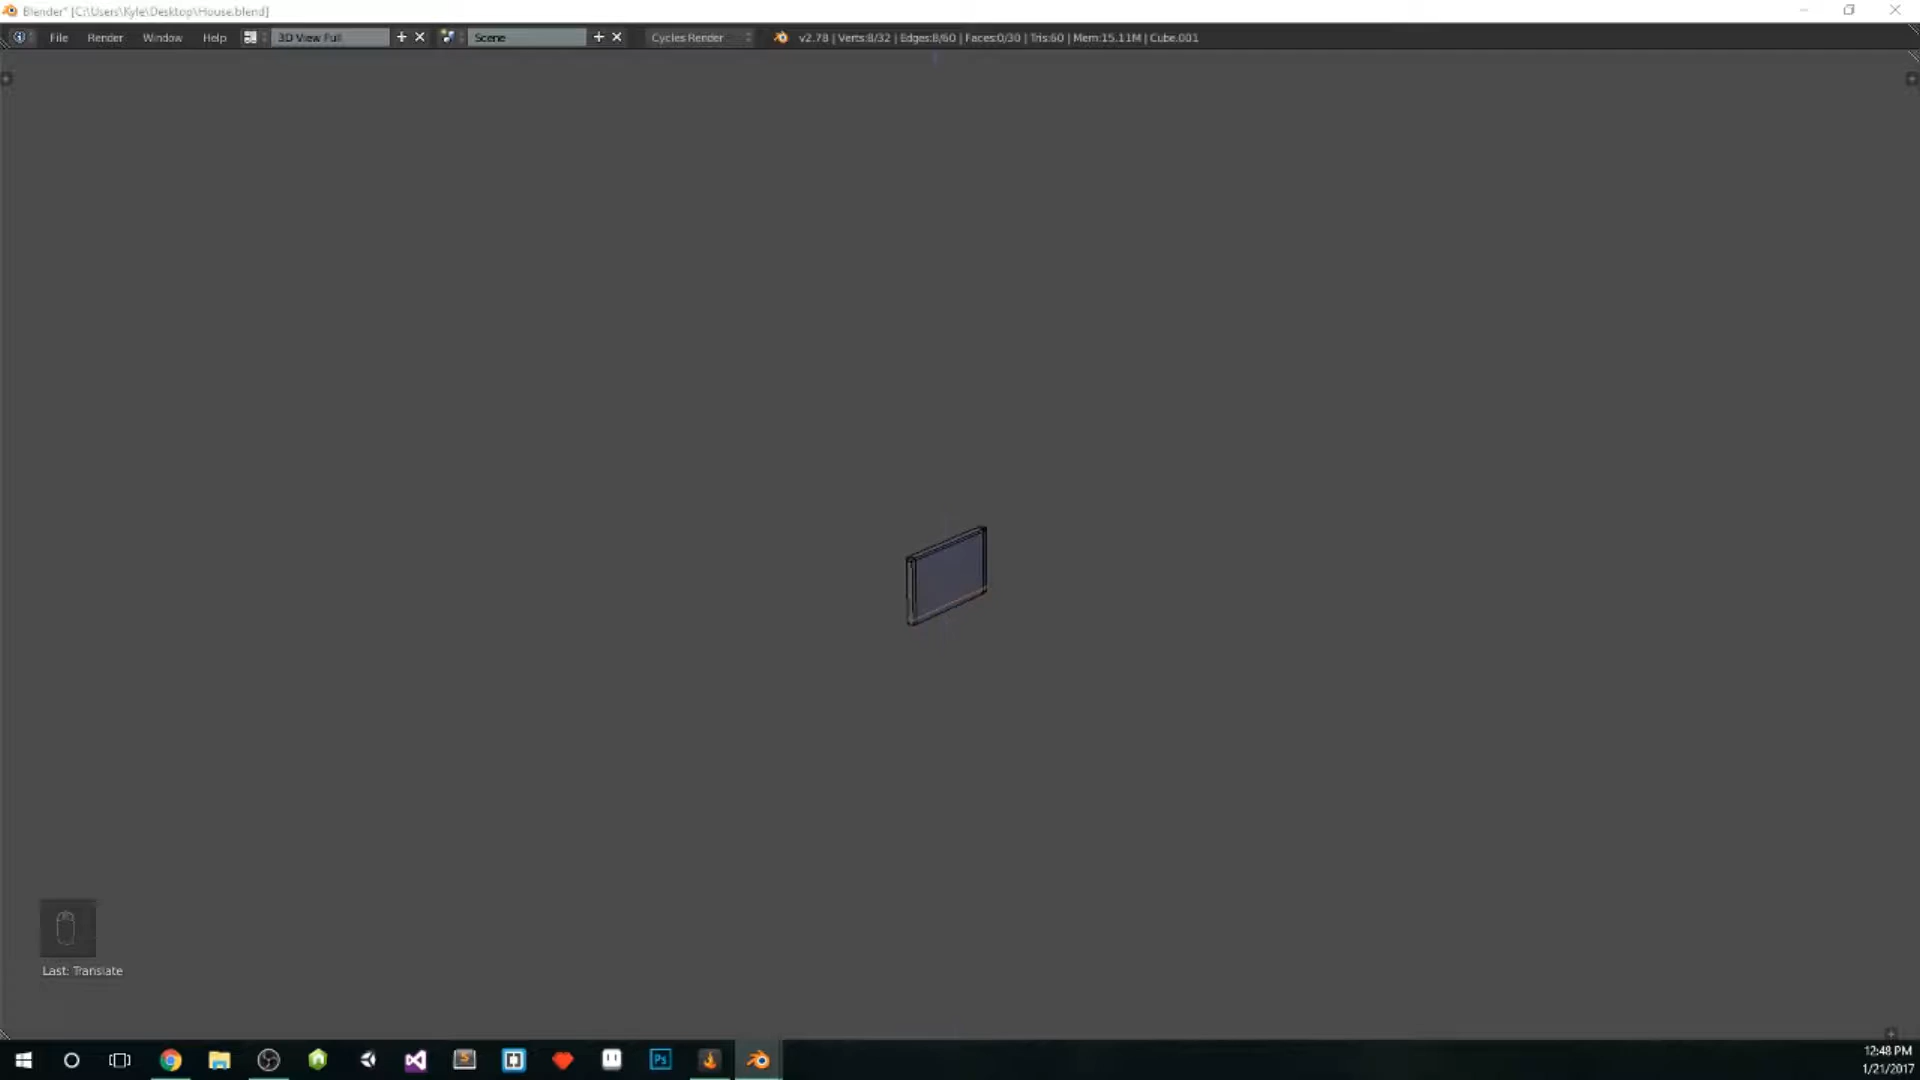 Blender* [C:\Users\Kyle\Desktop\House.blend]
File Render Window Help 3D View Full Scene Cycles Render v2.78 | Verts:8/32 | Edges:8/60 | Faces:0/30 | Tris:60 | Mem:15.11M | Cube.001
Last: Translate
Ps
12:48 PM
1/21/2017